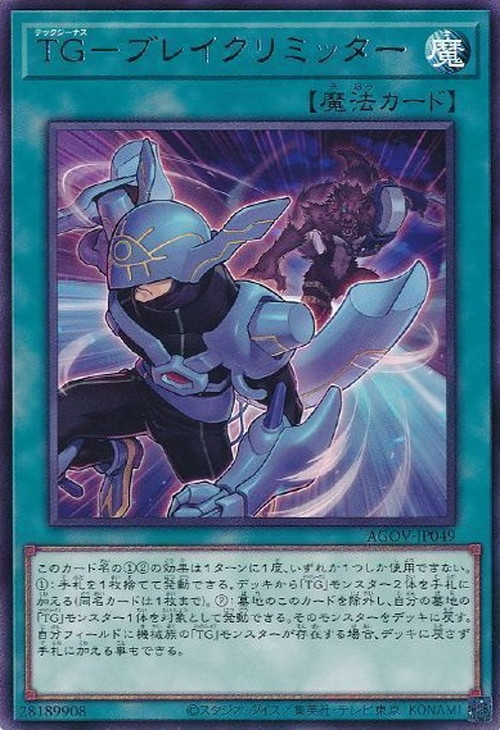 テックジーナス
TG－ブレイクリミッター
魔
【魔法カード】
AGOV-JP049
このカード名の①②の効果は1ターンに1度、いずれか1つしか使用できない。
①：手札を1枚捨てて発動できる。デッキから「TG」モンスター2体を手札に
加える(同名カードは1枚まで)。②：墓地のこのカードを除外し、自分の墓地の
「TG」モンスター1体を対象として発動できる。そのモンスターをデッキに戻す。
自分フィールドに機械族の「TG」モンスターが存在する場合、デッキに戻さず
手札に加える事もできる。
28189908
©スタジオ・ダイス／集英社・テレビ東京・KONAMI